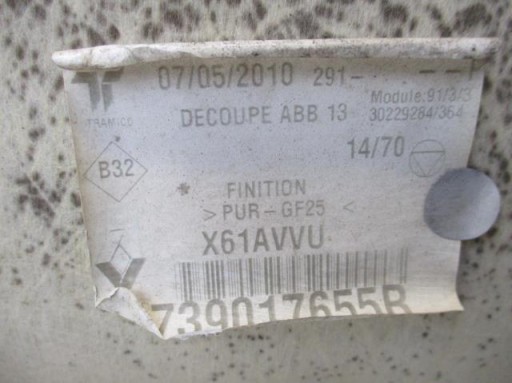 07/05/2010 291-
TRAMICO
DECOUPE ABB 13
Module:91/3/3
30229284/364
14/70
B32
FINITION
>PUR-GF25 <
X61AVVU
739017655R